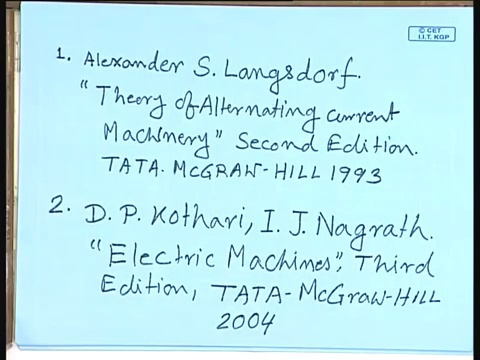 © CET
I.I.T. KGP
1. Alexander S. Langsdorf.
"Theory of Alternating current
Machinery" Second Edition.
TATA. McGRAW-HILL 1993
2. D. P. Kothari, I. J. Nagrath.
"Electric Machines", Third
Edition, TATA-McGraw-HILL
2004